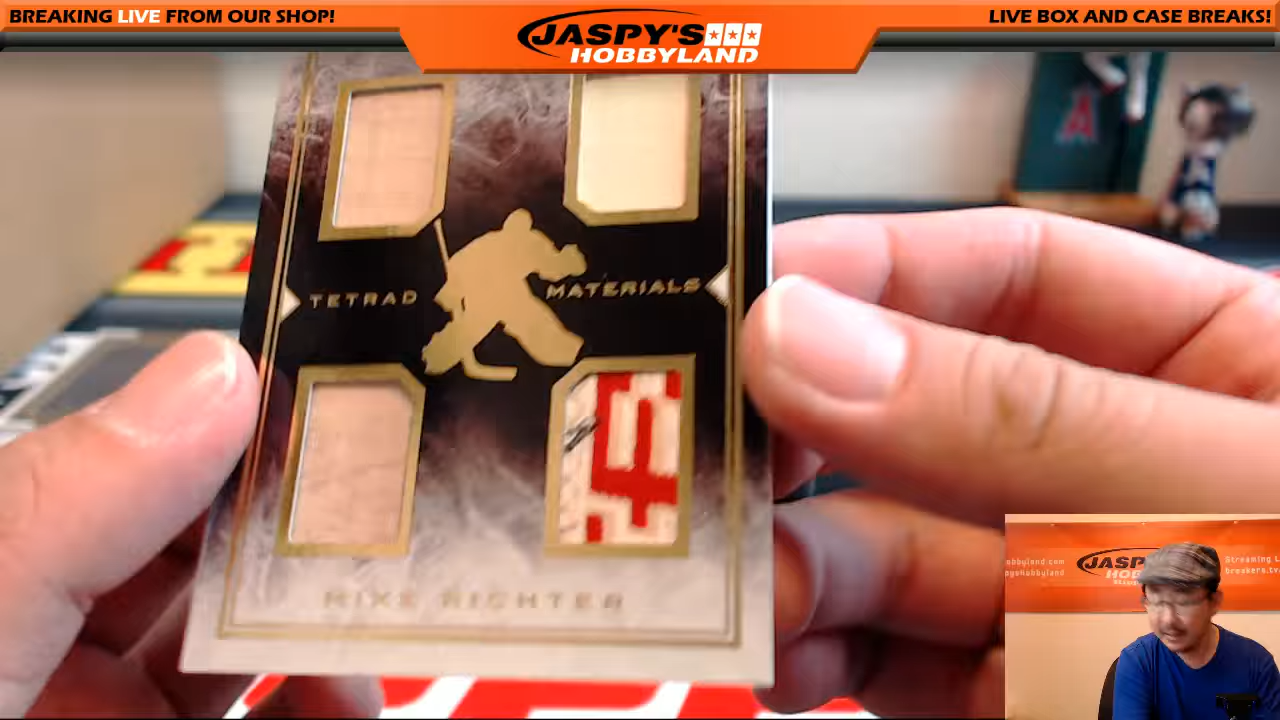 BREAKING LIVE FROM OUR SHOP!
JASPY'S
HOBBYLAND
LIVE BOX AND CASE BREAKS!
A
TETRAD
MATERIALS
MIKE RICHTER